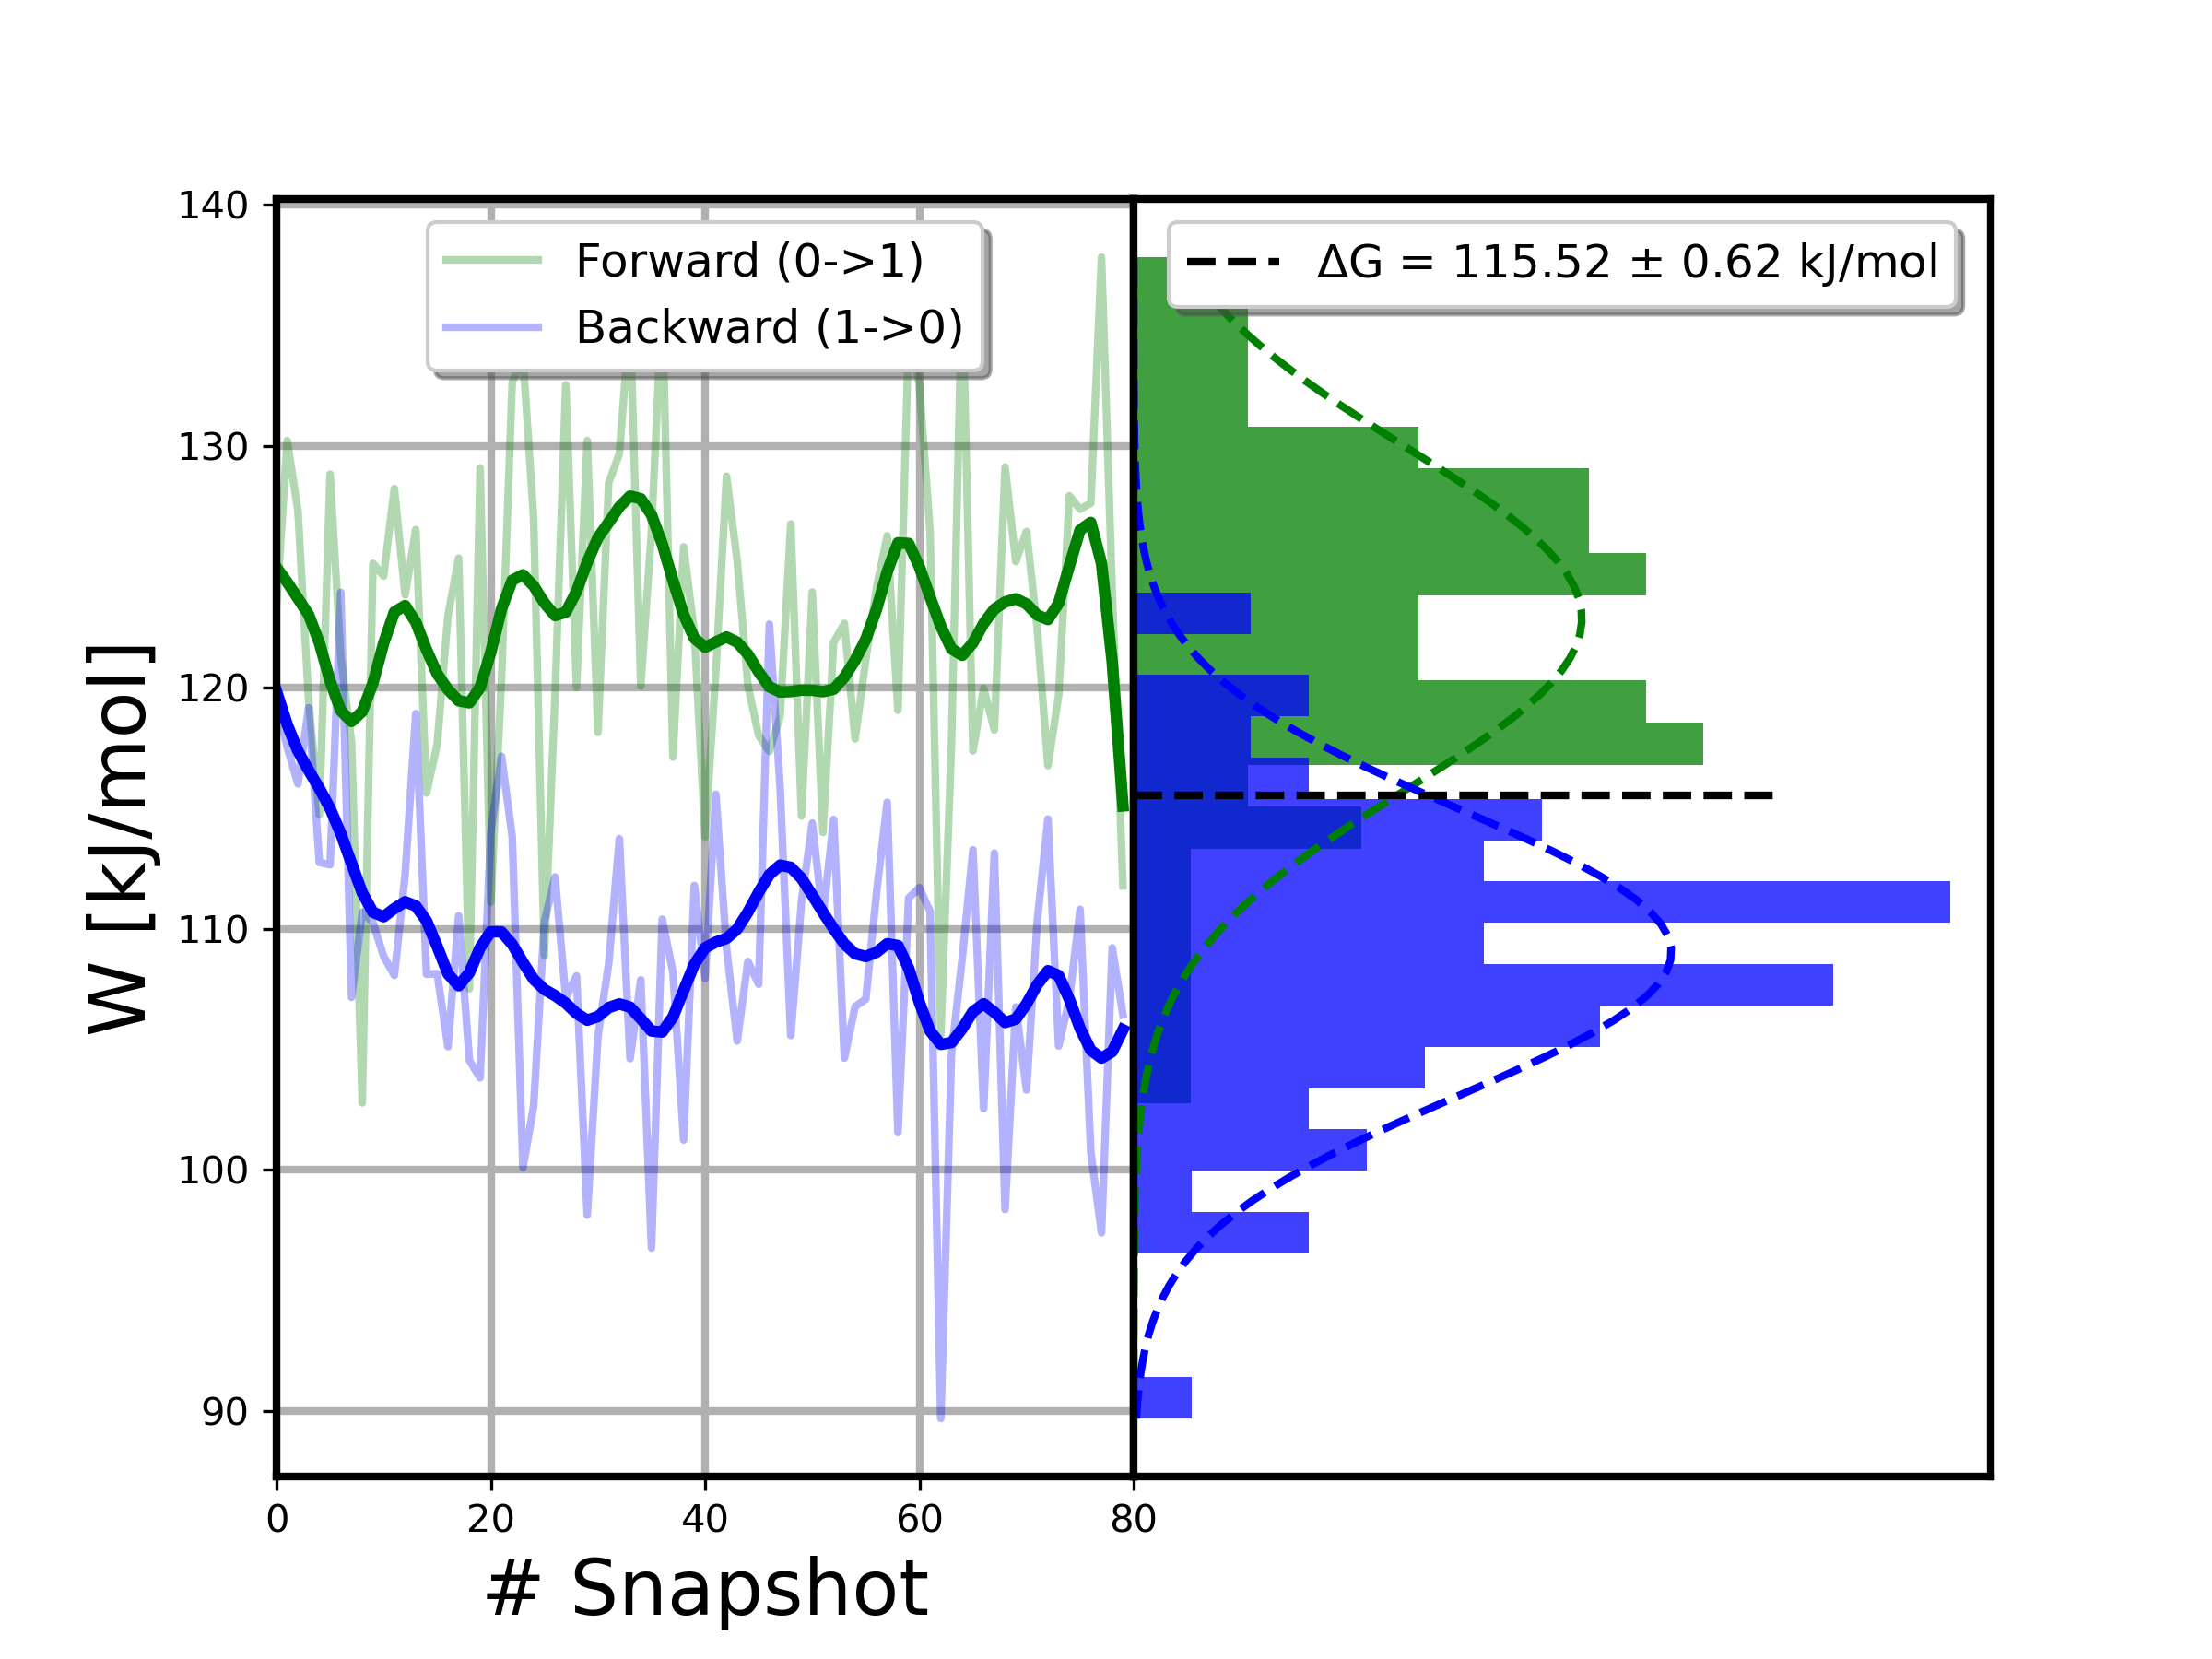 Forward (0->1)
Backward (1->0)
ΔG = 115.52 ± 0.62 kJ/mol
W [kJ/mol]
140
130
120
110
100
90
0 20 40 60 80
# Snapshot